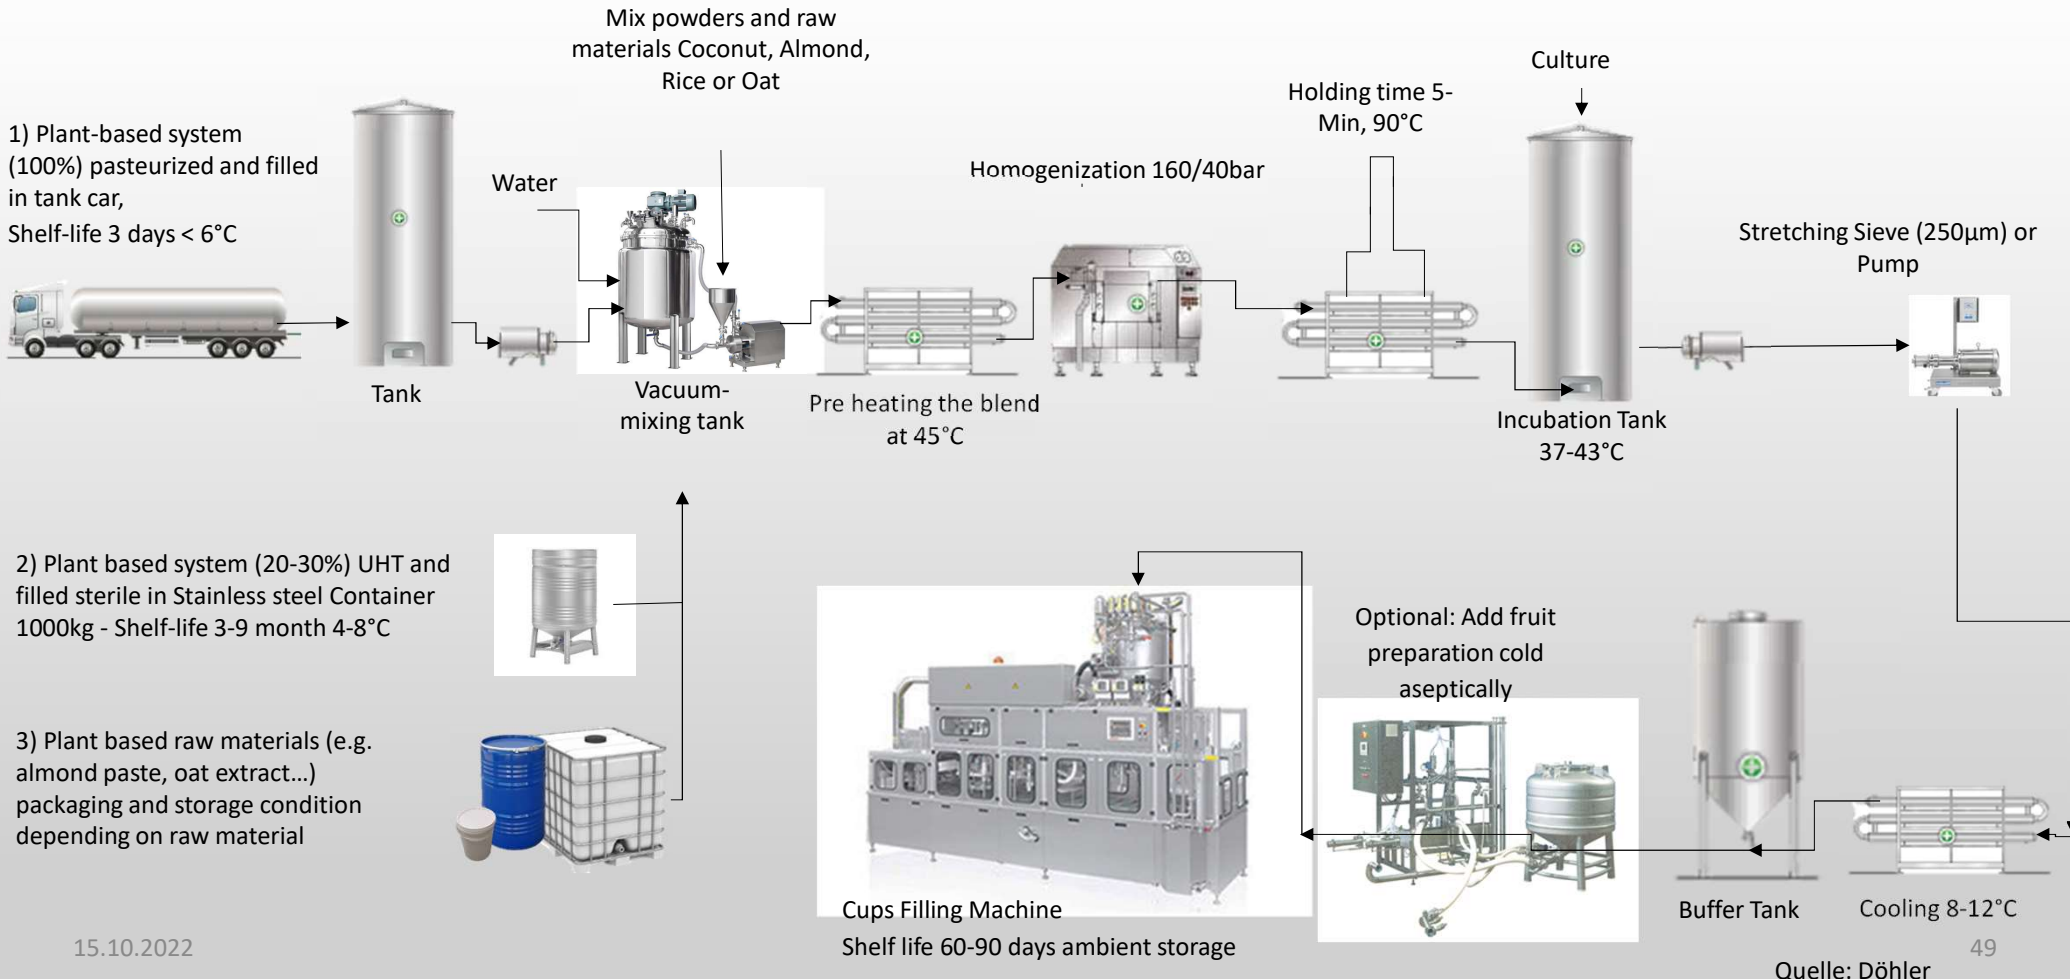 Mix powders and raw
materials Coconut, Almond,
Rice or Oat
Culture
Holding time 5-
Min, 90°C
1) Plant-based system
(100%) pasteurized and filled
in tank car,
Shelf-life 3 days < 6°C
Water
Homogenization 160/40bar
Stretching Sieve (250µm) or
Pump
Tank
Vacuum-
mixing tank
Pre heating the blend
at 45°C
Incubation Tank
37-43°C
2) Plant based system (20-30%) UHT and
filled sterile in Stainless steel Container
1000kg - Shelf-life 3-9 month 4-8°C
Optional: Add fruit
preparation cold
aseptically
3) Plant based raw materials (e.g.
almond paste, oat extract...)
packaging and storage condition
depending on raw material
Cups Filling Machine
Shelf life 60-90 days ambient storage
Buffer Tank
Cooling 8-12°C
15.10.2022
49
Quelle: Döhler